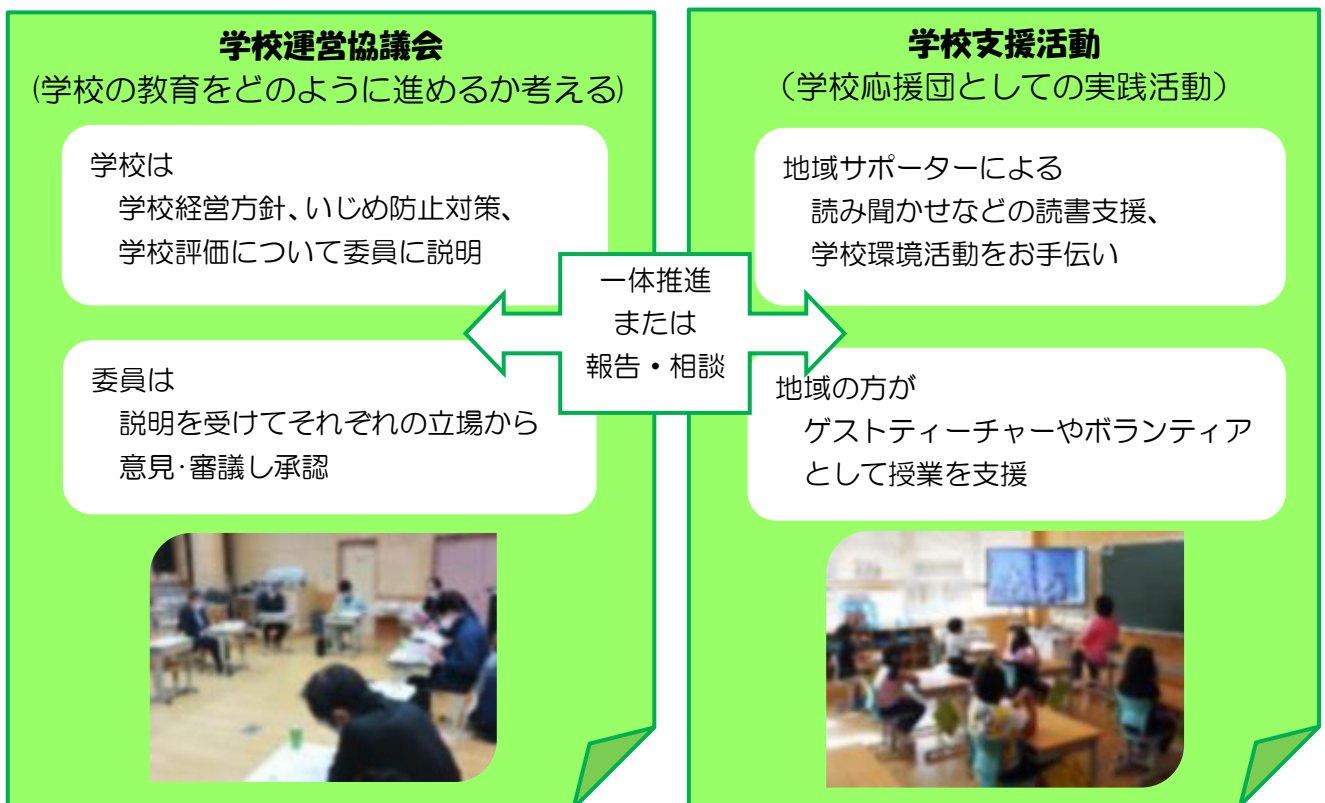 学校運営協議会
(学校の教育をどのように進めるか考える)
学校は
学校経営方針、いじめ防止対策、
学校評価について委員に説明
委員は
説明を受けてそれぞれの立場から
意見・審議し承認
一体推進
または
報告・相談
学校支援活動
（学校応援団としての実践活動）
地域サポーターによる
読み聞かせなどの読書支援、
学校環境活動をお手伝い
地域の方が
ゲストティーチャーやボランティア
として授業を支援